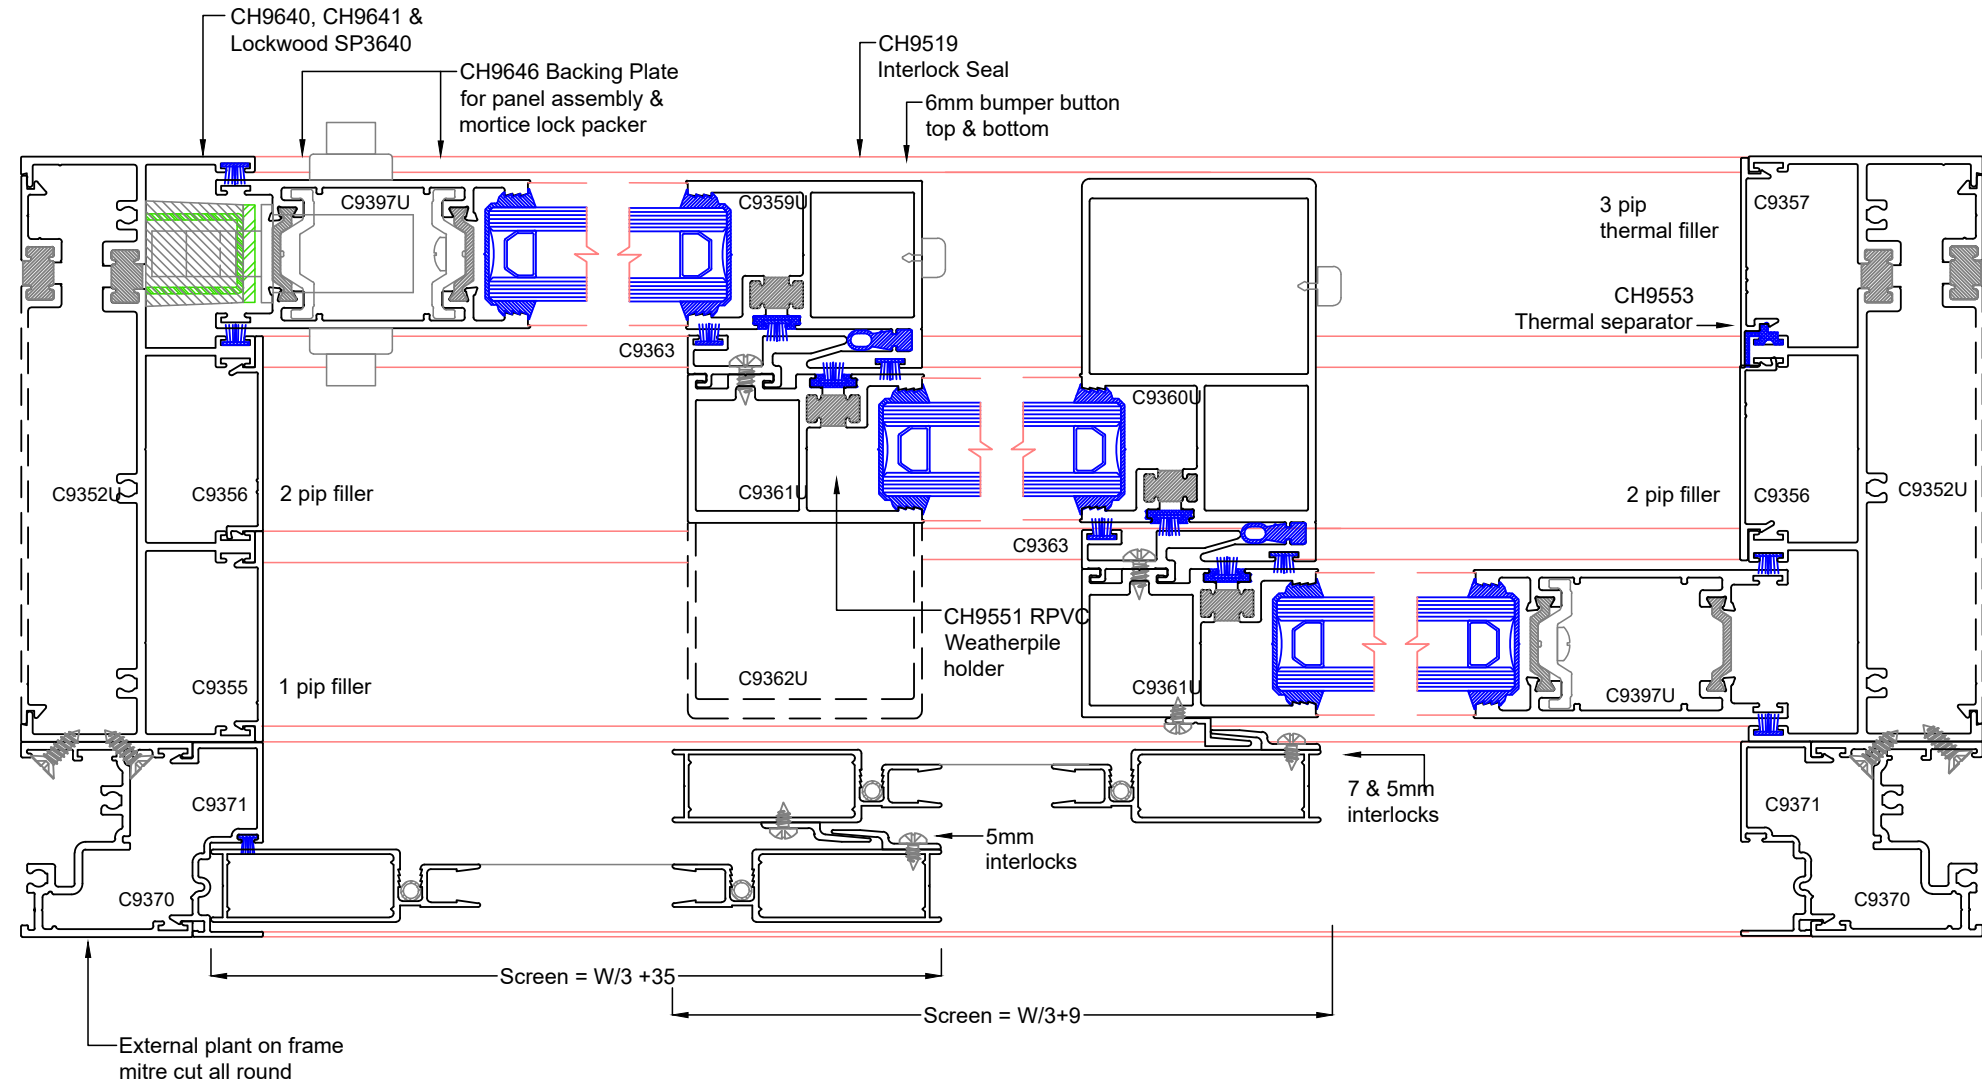 CH9640, CH9641 &
Lockwood SP3640
CH9646 Backing Plate
for panel assembly &
mortice lock packer
CH9519
Interlock Seal
6mm bumper button
top & bottom
C9397U
C9359U
3 pip
thermal filler
C9357
CH9553
Thermal separator
C9363
C9360U
C9352U
C9356
2 pip filler
C9361U
2 pip filler
C9356
C9352U
C9363
CH9551 RPVC
Weatherpile
holder
C9355
1 pip filler
C9362U
C9361U
C9397U
7 & 5mm
interlocks
C9371
C9371
5mm
interlocks
C9370
C9370
Screen = W/3 +35
Screen = W/3+9
External plant on frame
mitre cut all round